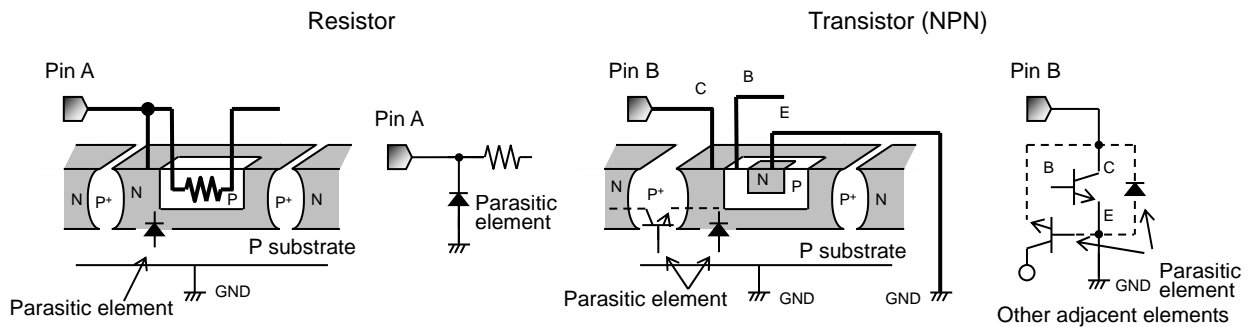 Resistor
Transistor (NPN)
Pin A
Pin A
N
P+
N
P
P+
N
Parasitic
element
P substrate
GND
Parasitic element
Pin B
C
B
E
N
P+
N
P
P+
N
P substrate
GND
GND
Parasitic element
Pin B
B
C
E
Parasitic
element
Other adjacent elements